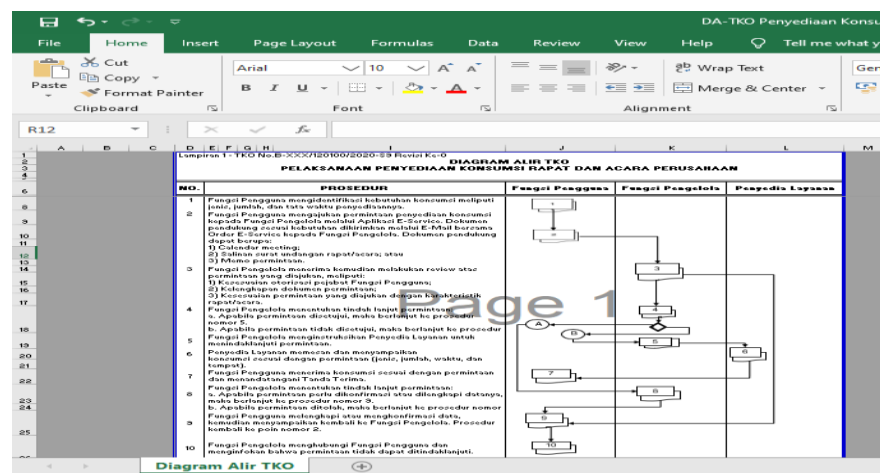 DA-TKO Penyediaan Konsu
File Home Insert Page Layout Formulas Data Review View Help Tell me what y
Cut
Copy
Format Painter
Paste
Clipboard
Arial 10
B I U
Font
Wrap Text
Merge & Center
Alignment
Gen
R12 fx
A B C D E F G H I J K L M
Lampiran 1 - TKO No.B-XXX/I20100/2020-S9 Revisi Ke-0
DIAGRAM ALIR TKO
PELAKSANAAN PENYEDIAAN KONSUMSI RAPAT DAN ACARA PERUSAHAAN
NO. PROSEDUR Fungsi Pengguna Fungsi Pengelola Penyedia Layanan
1 Fungsi Pengguna mengidentifikasi kebutuhan konsumsi meliputi
jenis, jumlah, dan tata waktu penyediaannya.
2 Fungsi Pengguna mengajukan permintaan penyediaan konsumsi
kepada Fungsi Pengelola melalui Aplikasi E-Service. Dokumen
pendukung sesuai kebutuhan dikirimkan melalui E-Mail bersama
Order E-Service kepada Fungsi Pengelola. Dokumen pendukung
dapat berupa:
1) Calendar meeting;
2) Salinan surat undangan rapat/acara; atau
3) Memo permintaan.
3 Fungsi Pengelola menerima kemudian melakukan review atas
permintaan yang diajukan, meliputi:
1) Kesesuaian otorisasi pejabat Fungsi Pengguna;
2) Kelengkapan dokumen permintaan;
3) Kesesuaian permintaan yang diajukan dengan karakteristik
rapat/acara.
4 Fungsi Pengelola menentukan tindak lanjut permintaan:
a. Apabila permintaan disetujui, maka berlanjut ke prosedur
nomor 5.
b. Apabila permintaan tidak disetujui, maka berlanjut ke prosedur
5 Fungsi Pengelola menginstruksikan Penyedia Layanan untuk
menindaklanjuti permintaan.
6 Penyedia Layanan memesan dan menyampaikan
konsumsi sesuai dengan permintaan (jenis, jumlah, waktu, dan
tempat).
7 Fungsi Pengguna menerima konsumsi sesuai dengan permintaan
dan menandatangani Tanda Terima.
8 Fungsi Pengelola menentukan tindak lanjut permintaan:
a. Apabila permintaan perlu dikonfirmasi atau dilengkapi datanya,
maka berlanjut ke prosedur nomor 9.
b. Apabila permintaan ditolak, maka berlanjut ke prosedur nomor
9 Fungsi Pengguna melengkapi atau mengkonfirmasi data,
kemudian menyampaikan kembali ke Fungsi Pengelola. Prosedur
kembali ke poin nomor 2.
10 Fungsi Pengelola menghubungi Fungsi Pengguna dan
menginfokan bahwa permintaan tidak dapat ditindaklanjuti.
1
2
3
4
A
B
5
6
7
8
9
10
Page 1
Diagram Alir TKO